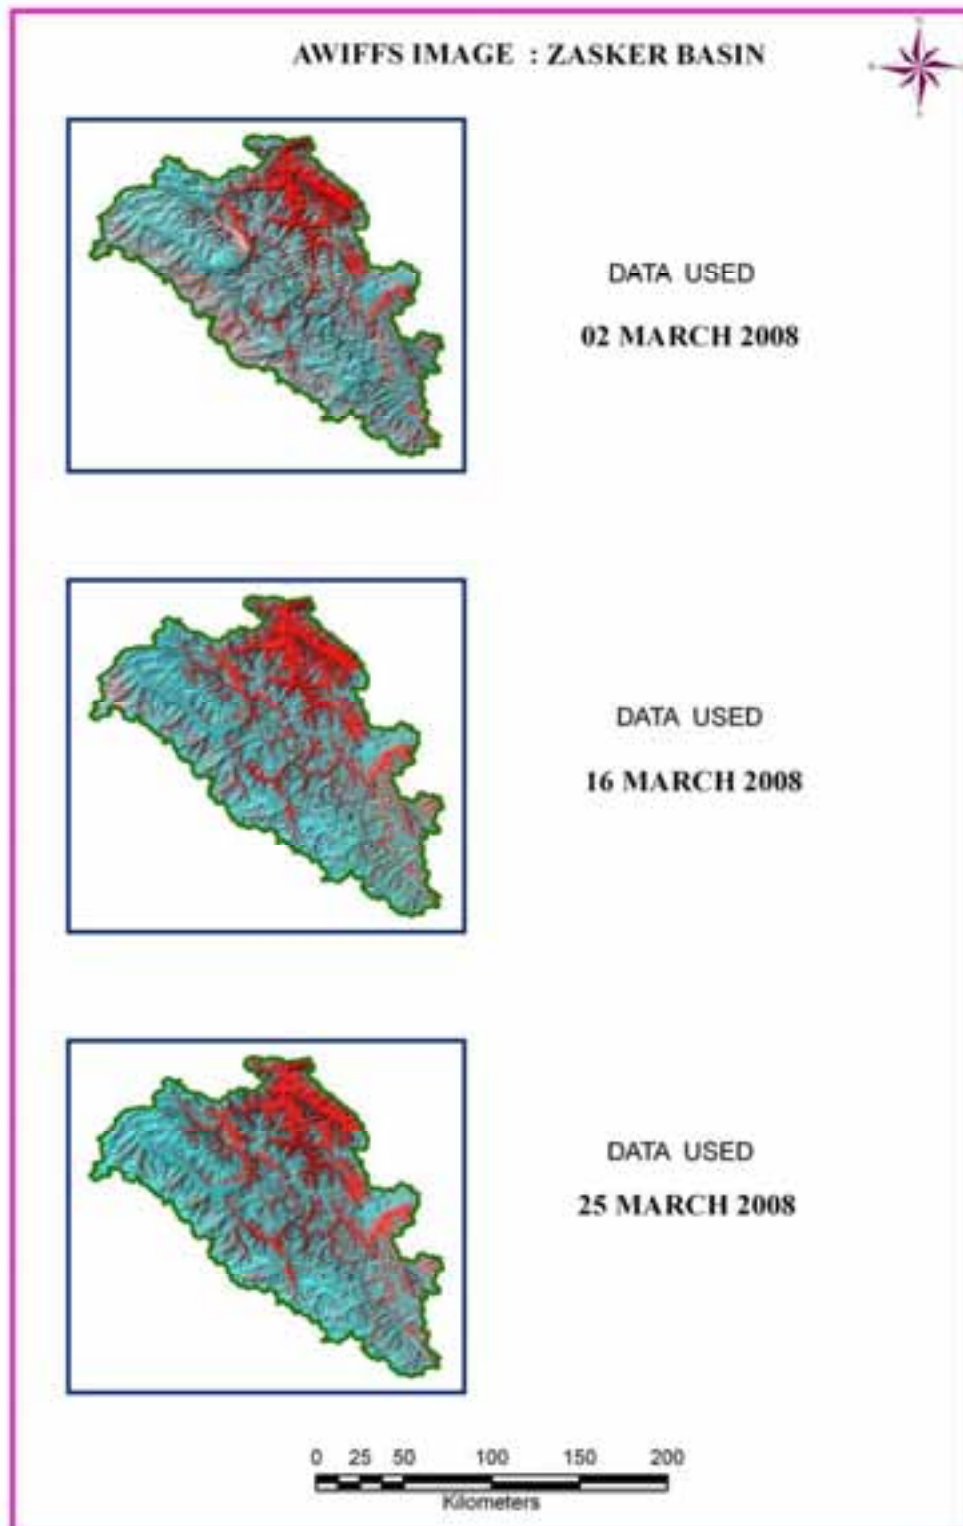 AWIFFS IMAGE : ZASKER BASIN
DATA USED
02 MARCH 2008
DATA USED
16 MARCH 2008
DATA USED
25 MARCH 2008
0 25 50 100 150 200
Kilometers